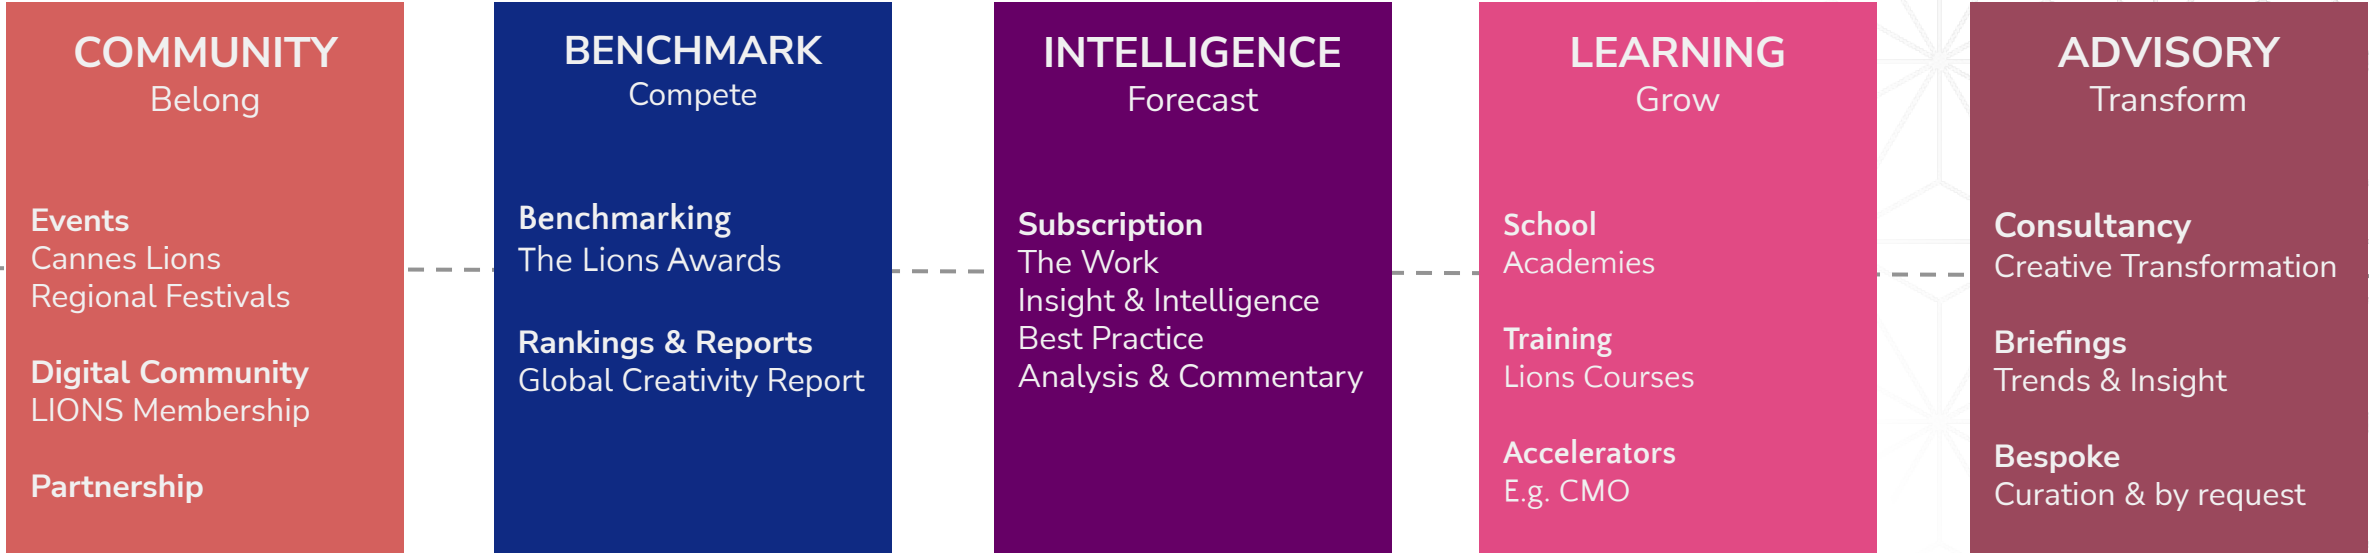 COMMUNITY
Belong
Events
Cannes Lions
Regional Festivals
Digital Community
LIONS Membership
Partnership
BENCHMARK
Compete
Benchmarking
The Lions Awards
Rankings & Reports
Global Creativity Report
INTELLIGENCE
Forecast
Subscription
The Work
Insight & Intelligence
Best Practice
Analysis & Commentary
LEARNING
Grow
School
Academies
Training
Lions Courses
Accelerators
E.g. CMO
ADVISORY
Transform
Consultancy
Creative Transformation
Briefings
Trends & Insight
Bespoke
Curation & by request